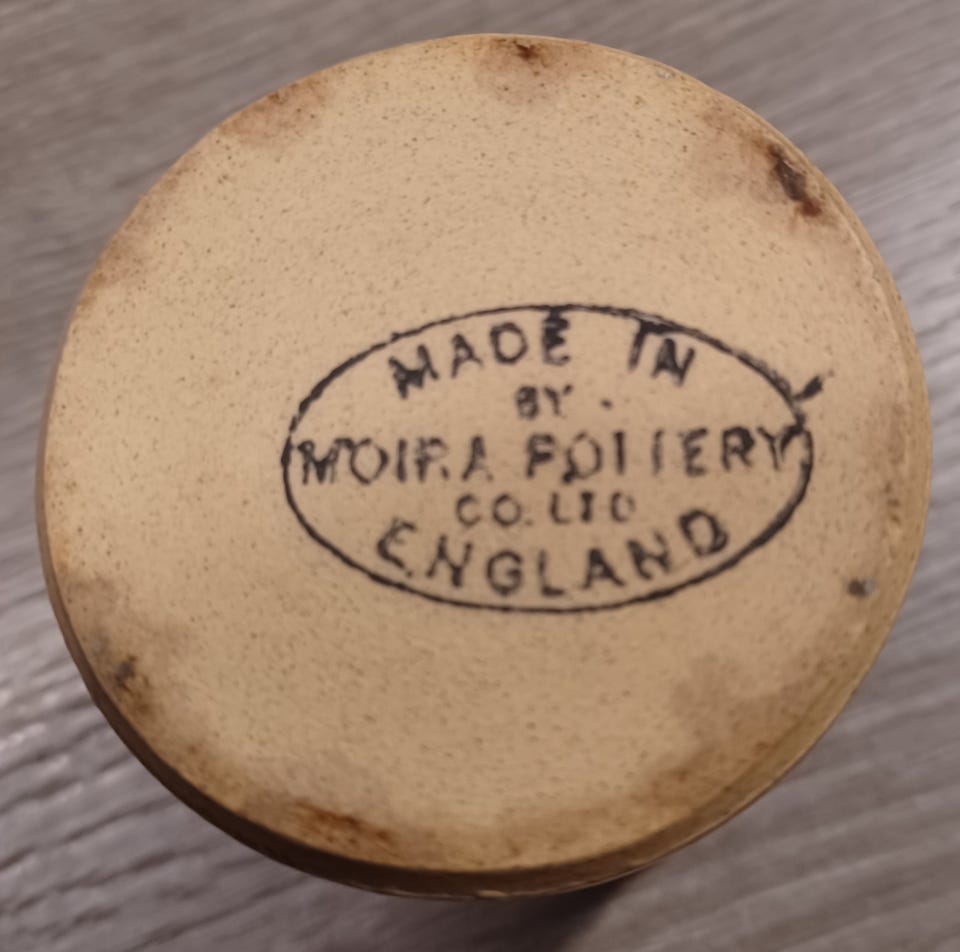 MADE IN
BY
MOIRA POTTERY
CO. LTD
ENGLAND